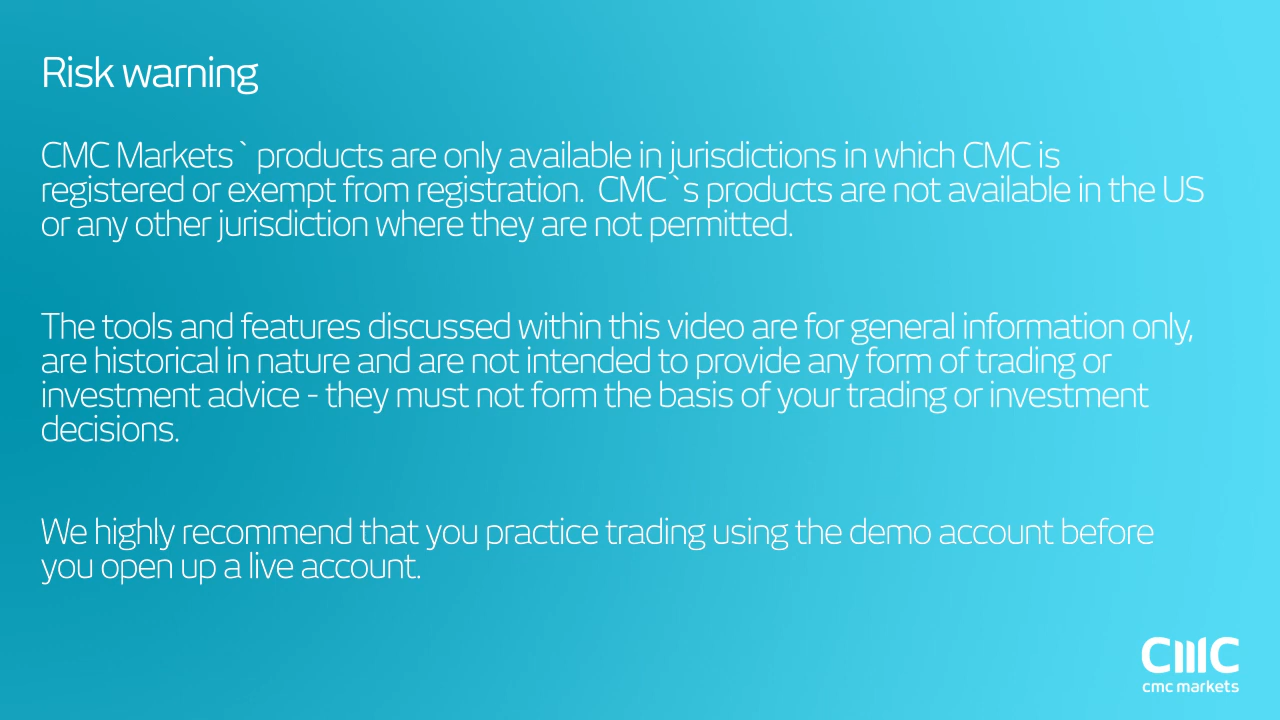 Risk warning
CMC Markets` products are only available in jurisdictions in which CMC is
registered or exempt from registration.  CMC`s products are not available in the US
or any other jurisdiction where they are not permitted.
The tools and features discussed within this video are for general information only,
are historical in nature and are not intended to provide any form of trading or
investment advice - they must not form the basis of your trading or investment
decisions.
We highly recommend that you practice trading using the demo account before
you open up a live account.
CMC
cmc markets